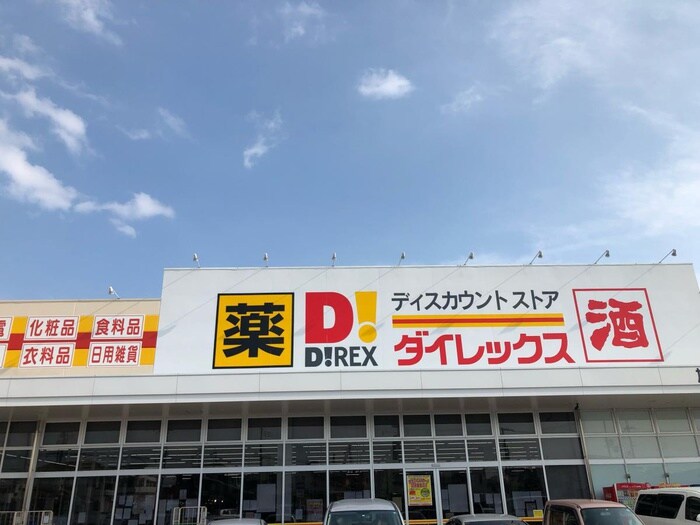 電
化粧品
食料品
衣料品
日用雑貨
薬
D!
D!REX
ディスカウント ストア
ダイレックス
酒